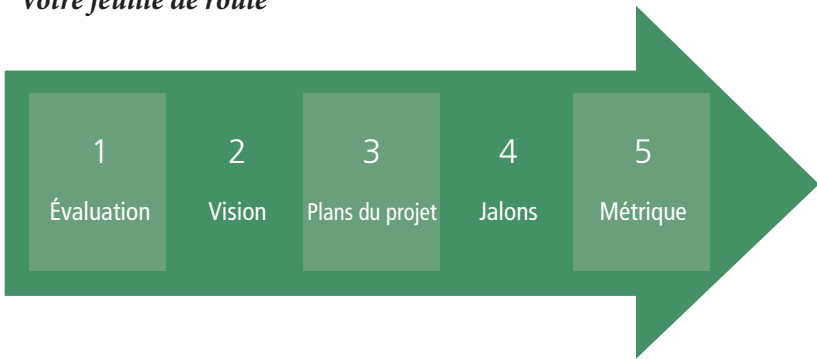 Votre feuille de route
1 2 3 4 5
Évaluation Vision Plans du projet Jalons Métrique